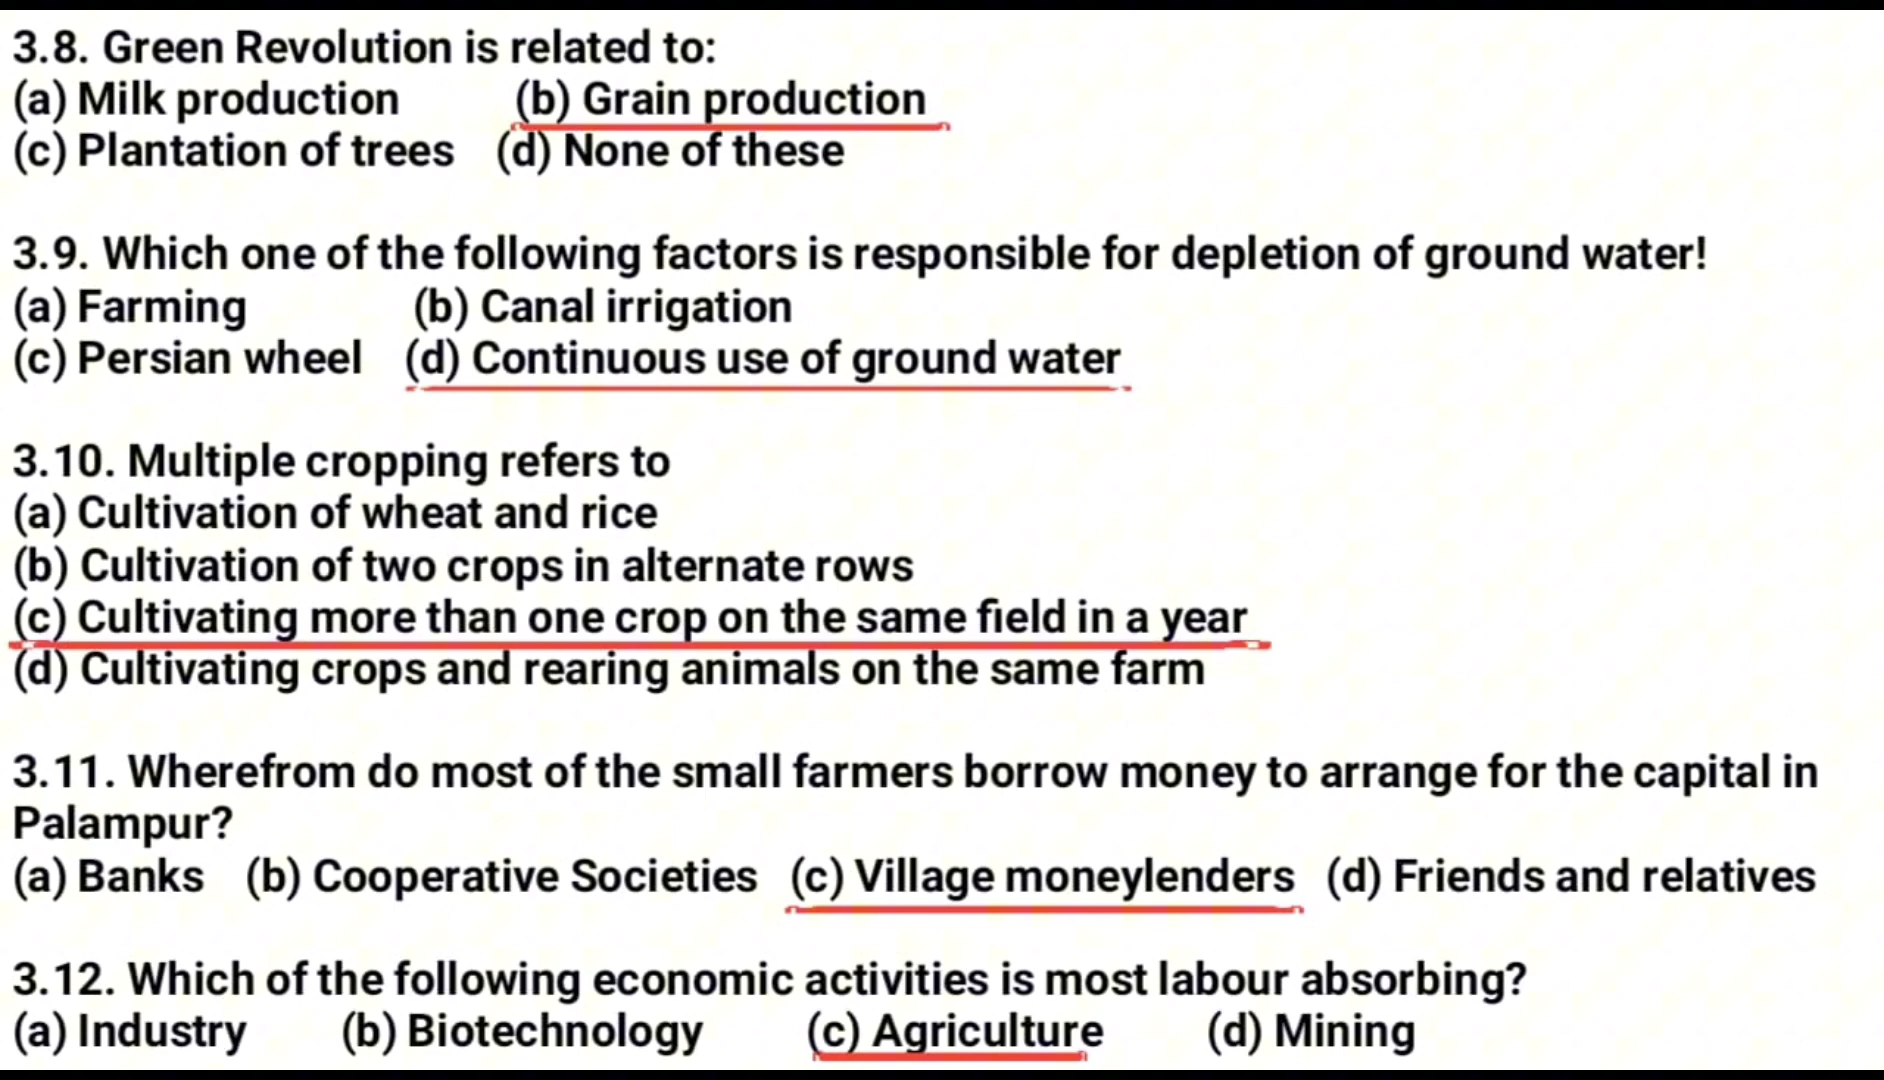 3.8. Green Revolution is related to:
(a) Milk production (b) Grain production
(c) Plantation of trees (d) None of these
3.9. Which one of the following factors is responsible for depletion of ground water!
(a) Farming (b) Canal irrigation
(c) Persian wheel (d) Continuous use of ground water
3.10. Multiple cropping refers to
(a) Cultivation of wheat and rice
(b) Cultivation of two crops in alternate rows
(c) Cultivating more than one crop on the same field in a year
(d) Cultivating crops and rearing animals on the same farm
3.11. Wherefrom do most of the small farmers borrow money to arrange for the capital in
Palampur?
(a) Banks (b) Cooperative Societies (c) Village moneylenders (d) Friends and relatives
3.12. Which of the following economic activities is most labour absorbing?
(a) Industry (b) Biotechnology (c) Agriculture (d) Mining